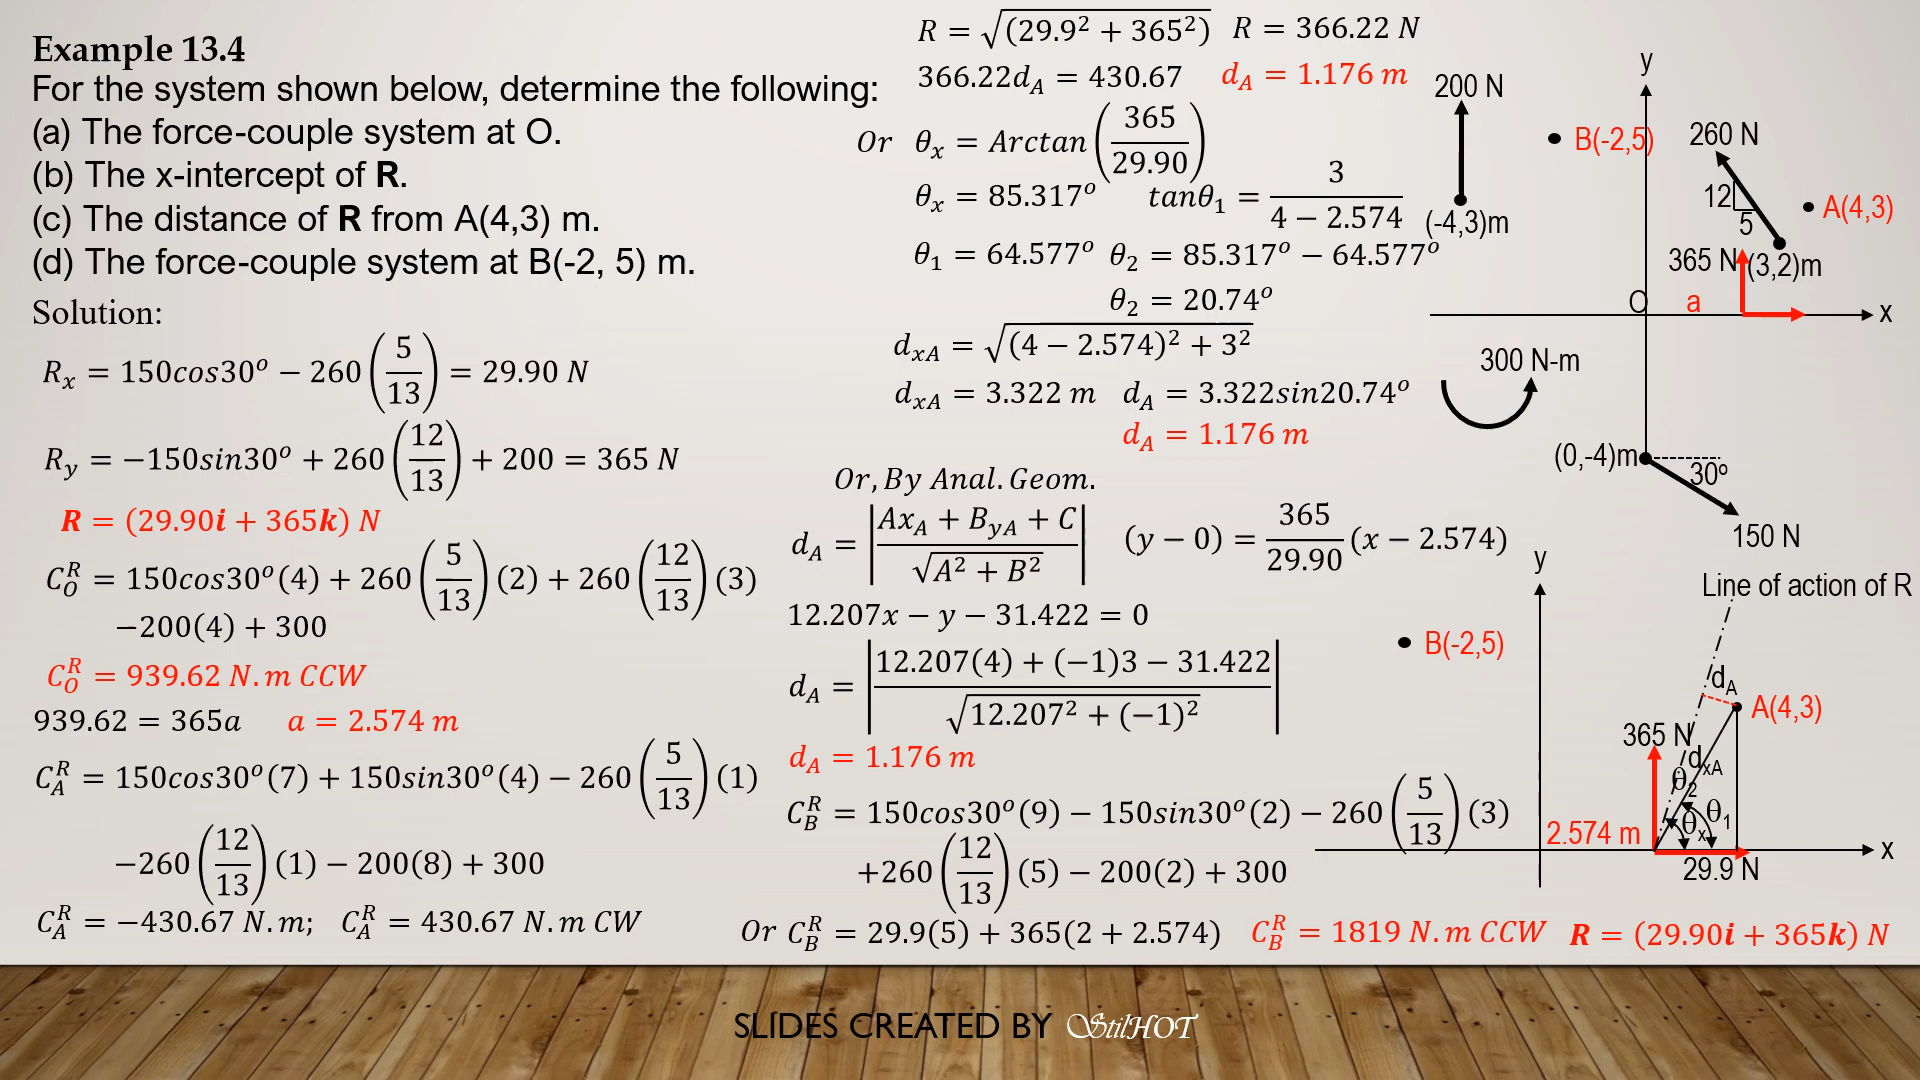 Example 13.4
For the system shown below, determine the following:
(a) The force-couple system at O.
(b) The x-intercept of R.
(c) The distance of R from A(4,3) m.
(d) The force-couple system at B(-2, 5) m.
Solution:
R_x = 150cos30° − 260(5/13) = 29.90 N
R_y = −150sin30° + 260(12/13) + 200 = 365 N
R = (29.90i + 365k) N
C_O^R = 150cos30°(4) + 260(5/13)(2) + 260(12/13)(3)
−200(4) + 300
C_O^R = 939.62 N.m CCW
939.62 = 365a a = 2.574 m
C_A^R = 150cos30°(7) + 150sin30°(4) − 260(5/13)(1)
−260(12/13)(1) − 200(8) + 300
C_A^R = −430.67 N.m; C_A^R = 430.67 N.m CW
R = √(29.9² + 365²) R = 366.22 N
366.22d_A = 430.67 d_A = 1.176 m
Or θ_x = Arctan(365/29.90)
θ_x = 85.317° tanθ_1 = 3/(4 − 2.574)
θ_1 = 64.577° θ_2 = 85.317° − 64.577°
θ_2 = 20.74°
d_xA = √((4 − 2.574)² + 3²)
d_xA = 3.322 m d_A = 3.322sin20.74°
d_A = 1.176 m
Or, By Anal. Geom.
d_A = |(Ax_A + B_yA + C)/√(A² + B²)| (y − 0) = 365/29.90 (x − 2.574)
12.207x − y − 31.422 = 0
d_A = |(12.207(4) + (−1)3 − 31.422)/√(12.207² + (−1)²)|
d_A = 1.176 m
C_B^R = 150cos30°(9) − 150sin30°(2) − 260(5/13)(3)
+260(12/13)(5) − 200(2) + 300
Or C_B^R = 29.9(5) + 365(2 + 2.574) C_B^R = 1819 N.m CCW R = (29.90i + 365k) N
y
200 N
B(-2,5)
260 N
12
5
A(4,3)
(-4,3)m
365 N
(3,2)m
O
a
x
300 N-m
(0,-4)m
30°
150 N
y
Line of action of R
B(-2,5)
d_A
A(4,3)
365 N
d_xA
θ_2
θ_1
θ_x
2.574 m
x
29.9 N
SLIDES CREATED BY StilHOT